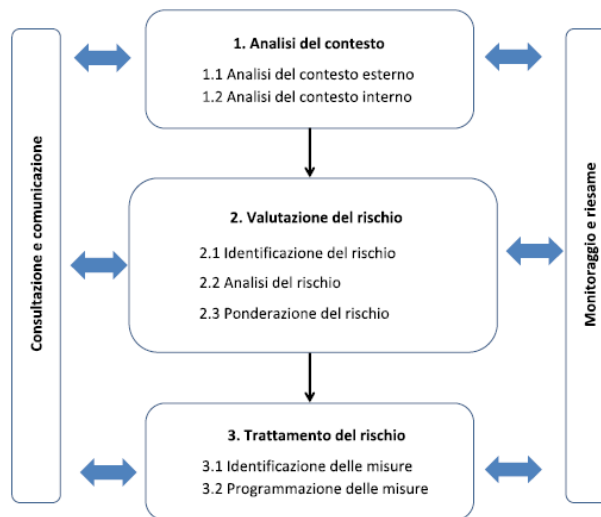 Consultazione e comunicazione
1. Analisi del contesto
1.1 Analisi del contesto esterno
1.2 Analisi del contesto interno
2. Valutazione del rischio
2.1 Identificazione del rischio
2.2 Analisi del rischio
2.3 Ponderazione del rischio
3. Trattamento del rischio
3.1 Identificazione delle misure
3.2 Programmazione delle misure
Monitoraggio e riesame